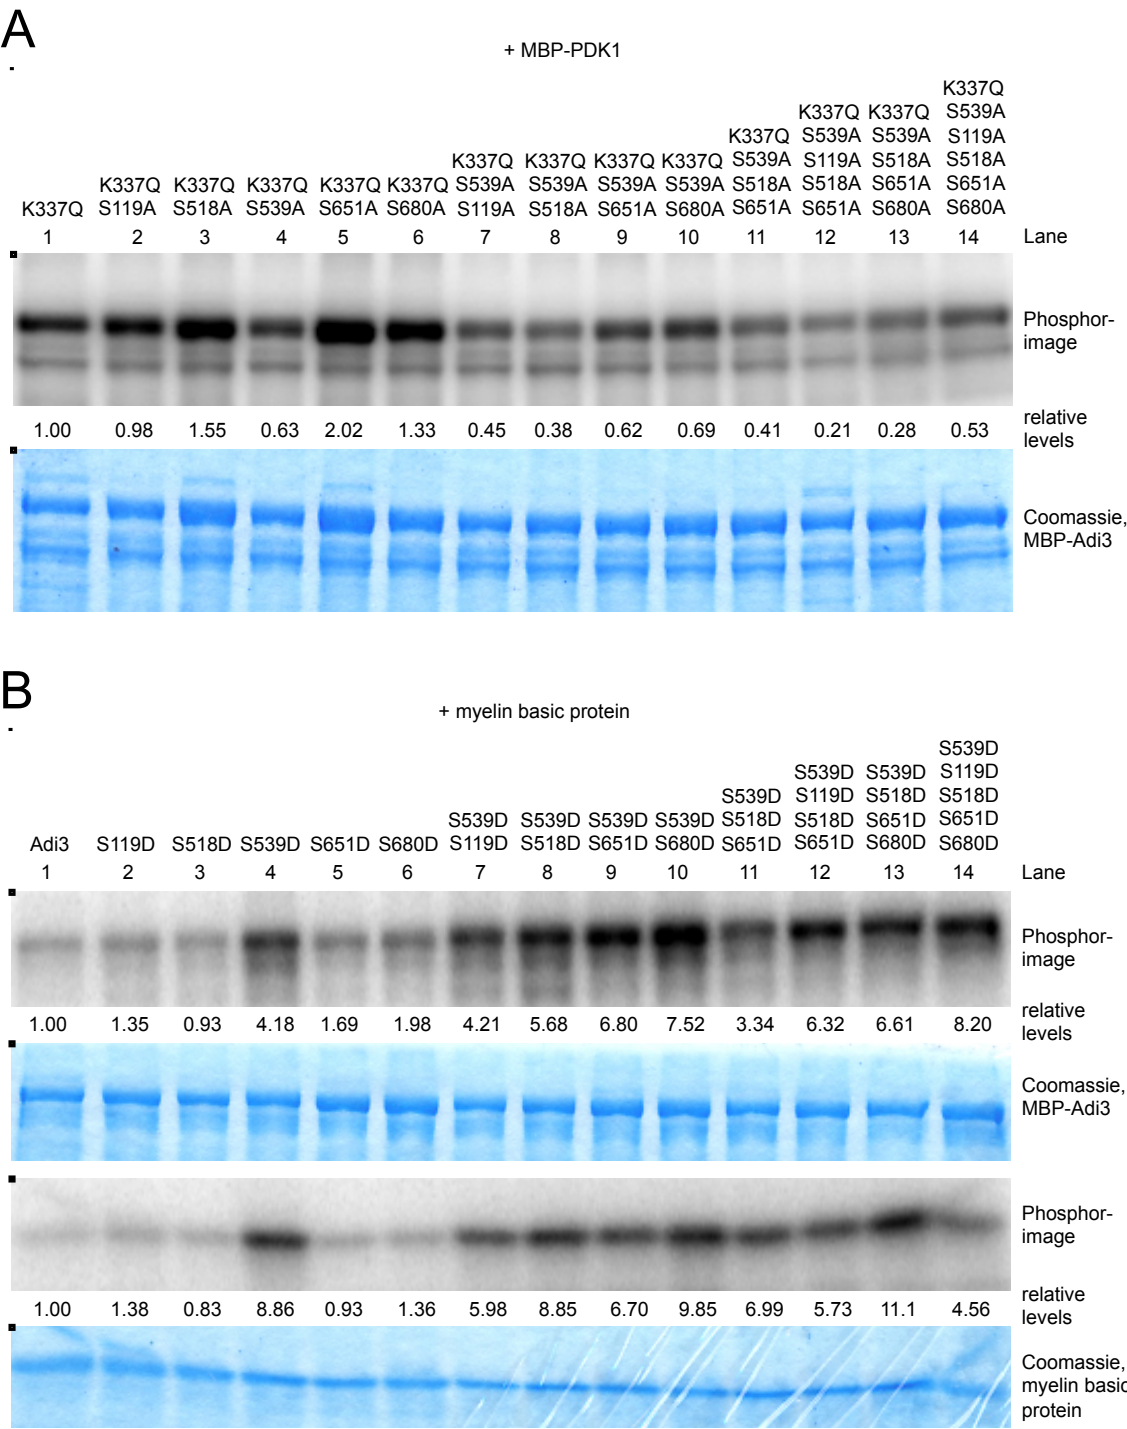 A
+ MBP-PDK1
K337Q
K337Q S539A
K337Q K337Q S539A S119A
K337Q S539A S539A S518A
K337Q K337Q K337Q K337Q S539A S119A S518A S651A
K337Q K337Q K337Q K337Q K337Q S539A S539A S539A S539A S518A S518A S651A S680A
K337Q S119A S518A S539A S651A S680A S119A S518A S651A S680A S651A S651A S680A
1 2 3 4 5 6 7 8 9 10 11 12 13 14 Lane
Phosphor-
image
1.00 0.98 1.55 0.63 2.02 1.33 0.45 0.38 0.62 0.69 0.41 0.21 0.28 0.53
relative
levels
Coomassie,
MBP-Adi3
B
+ myelin basic protein
S539D
S539D S539D S119D
S539D S119D S518D S518D
S539D S539D S539D S539D S518D S518D S651D S651D
Adi3 S119D S518D S539D S651D S680D S119D S518D S651D S680D S651D S651D S680D S680D
1 2 3 4 5 6 7 8 9 10 11 12 13 14 Lane
Phosphor-
image
1.00 1.35 0.93 4.18 1.69 1.98 4.21 5.68 6.80 7.52 3.34 6.32 6.61 8.20
relative
levels
Coomassie,
MBP-Adi3
Phosphor-
image
1.00 1.38 0.83 8.86 0.93 1.36 5.98 8.85 6.70 9.85 6.99 5.73 11.1 4.56
relative
levels
Coomassie,
myelin basic
protein